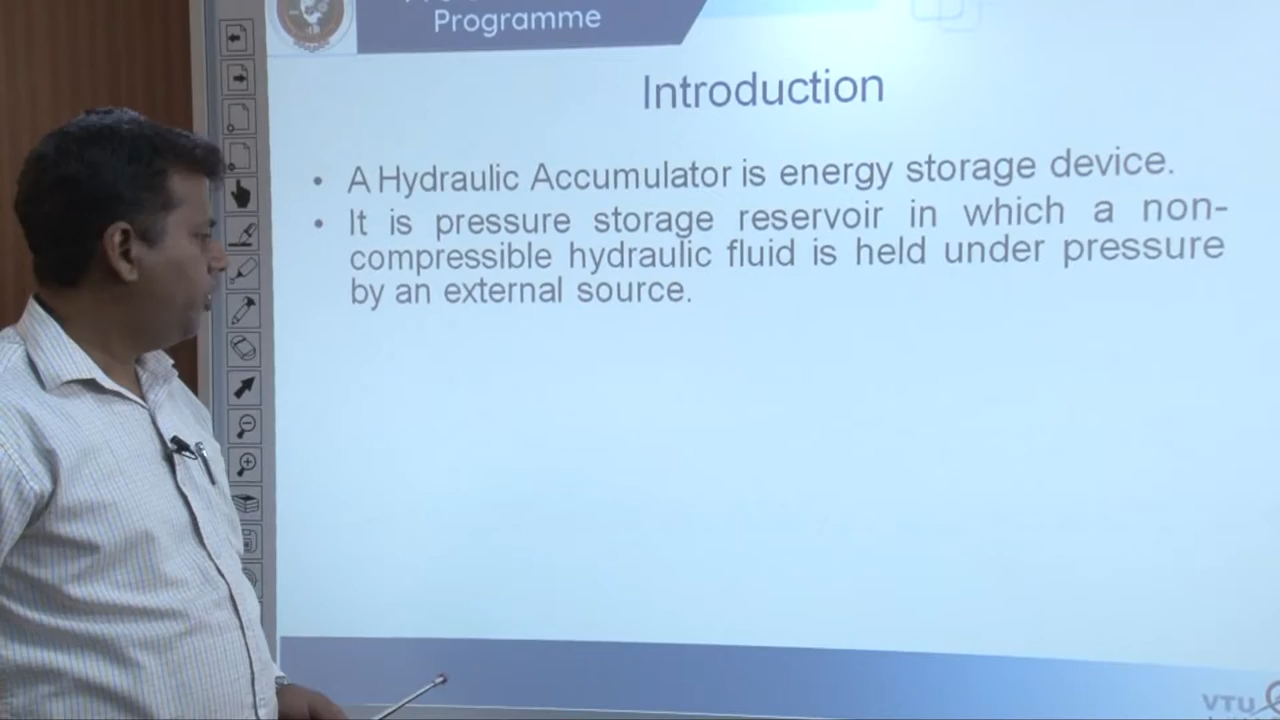 Programme
Introduction
• A Hydraulic Accumulator is energy storage device.
• It is pressure storage reservoir in which a non-
compressible hydraulic fluid is held under pressure
by an external source.
VTU